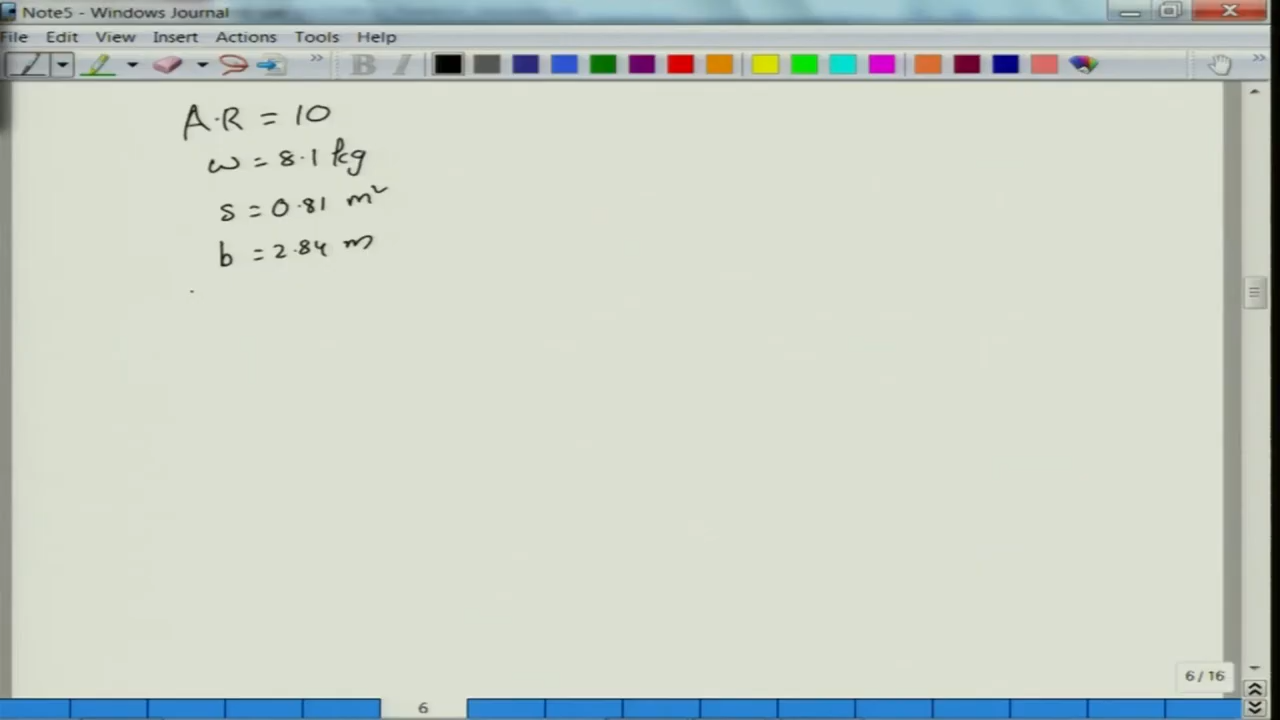 Note5 - Windows Journal
File Edit View Insert Actions Tools Help
B I
A.R = 10
w = 8.1 kg
s = 0.81 m²
b = 2.84 m
6 / 16
6